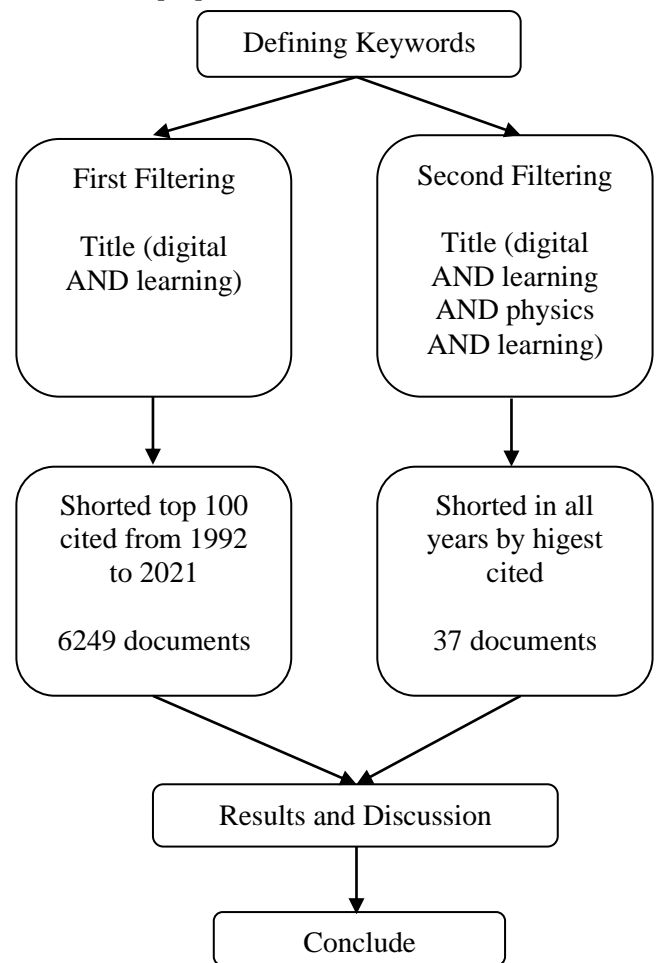 Defining Keywords
First Filtering
Title (digital
AND learning)
Second Filtering
Title (digital
AND learning
AND physics
AND learning)
Shorted top 100
cited from 1992
to 2021
6249 documents
Shorted in all
years by higest
cited
37 documents
Results and Discussion
Conclude